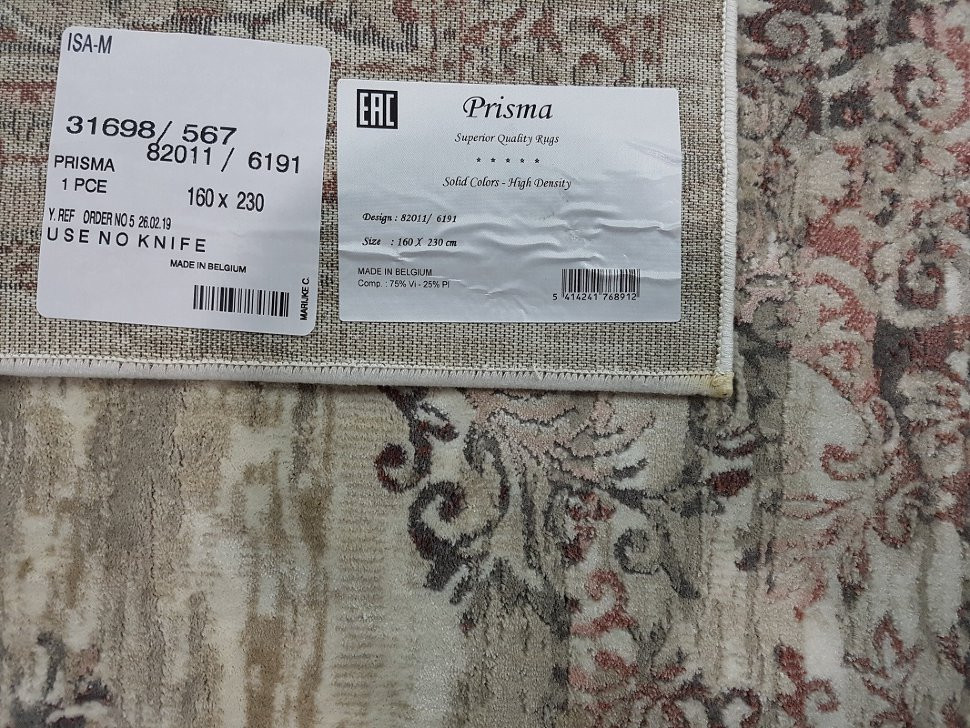 ISA-M
31698/ 567
82011 / 6191
PRISMA
1 PCE
160 x 230
Y. REF ORDER NO 5 26.02.19
USE NO KNIFE
MADE IN BELGIUM
MARIJKE C.
EAC
Prisma
Superior Quality Rugs
* * * * *
Solid Colors - High Density
Design : 82011/ 6191
Size : 160 X 230 cm
MADE IN BELGIUM
Comp. : 75% Vi - 25% Pl
5 414241 768912